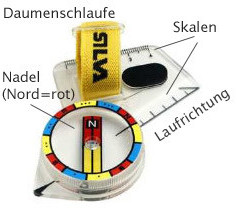 Daumenschlaufe
Skalen
SILVA
Nadel
(Nord=rot)
Laufrichtung
N